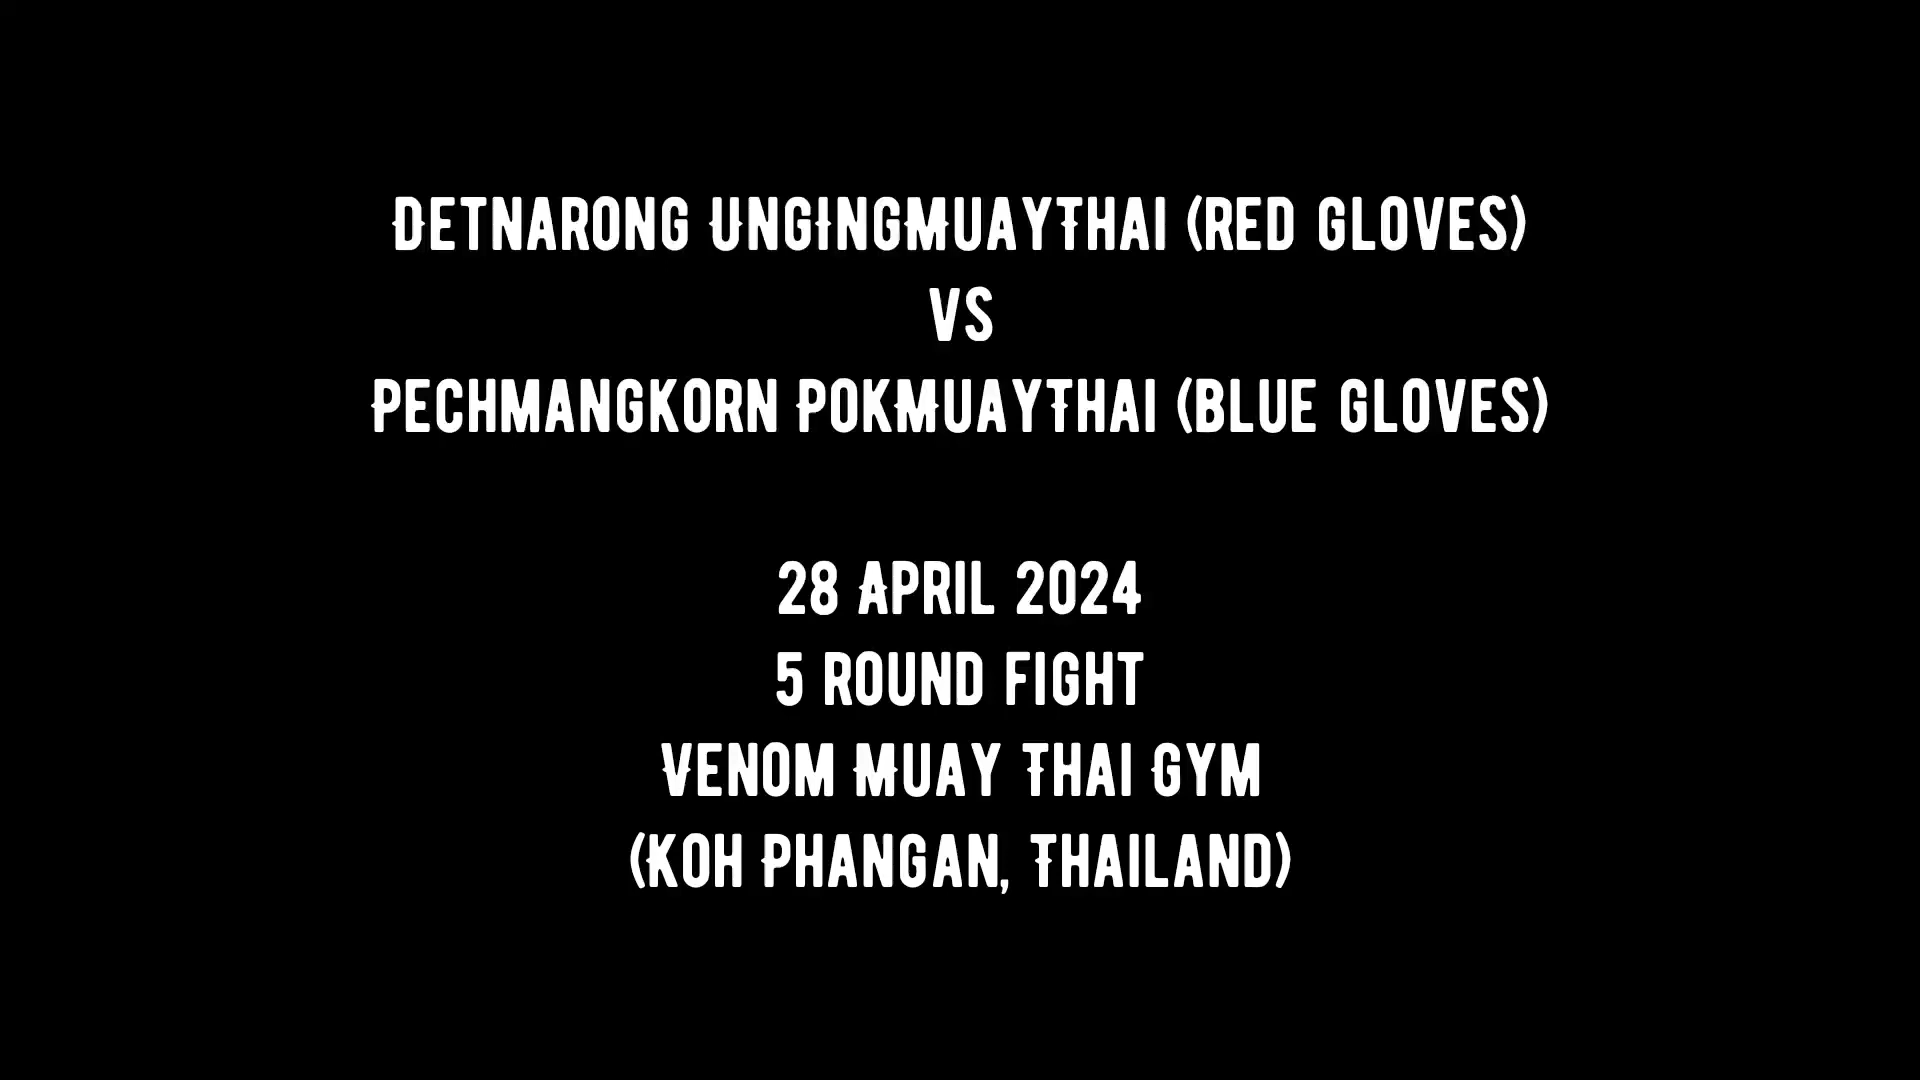 Detnarong UngIngMuayThai (Red gloves)
vs
Pechmangkorn PokMuayThai (Blue gloves)
28 April 2024
5 round fight
Venom Muay Thai Gym
(Koh Phangan, Thailand)